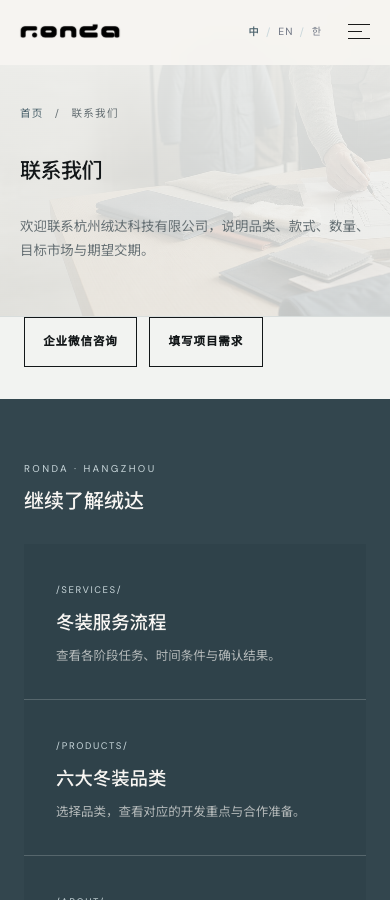 ronda
中 / EN / 한
首页 / 联系我们
联系我们
欢迎联系杭州绒达科技有限公司，说明品类、款式、数量、
目标市场与期望交期。
企业微信咨询
填写项目需求
RONDA · HANGZHOU
继续了解绒达
/SERVICES/
冬装服务流程
查看各阶段任务、时间条件与确认结果。
/PRODUCTS/
六大冬装品类
选择品类，查看对应的开发重点与合作准备。
/ABOUT/